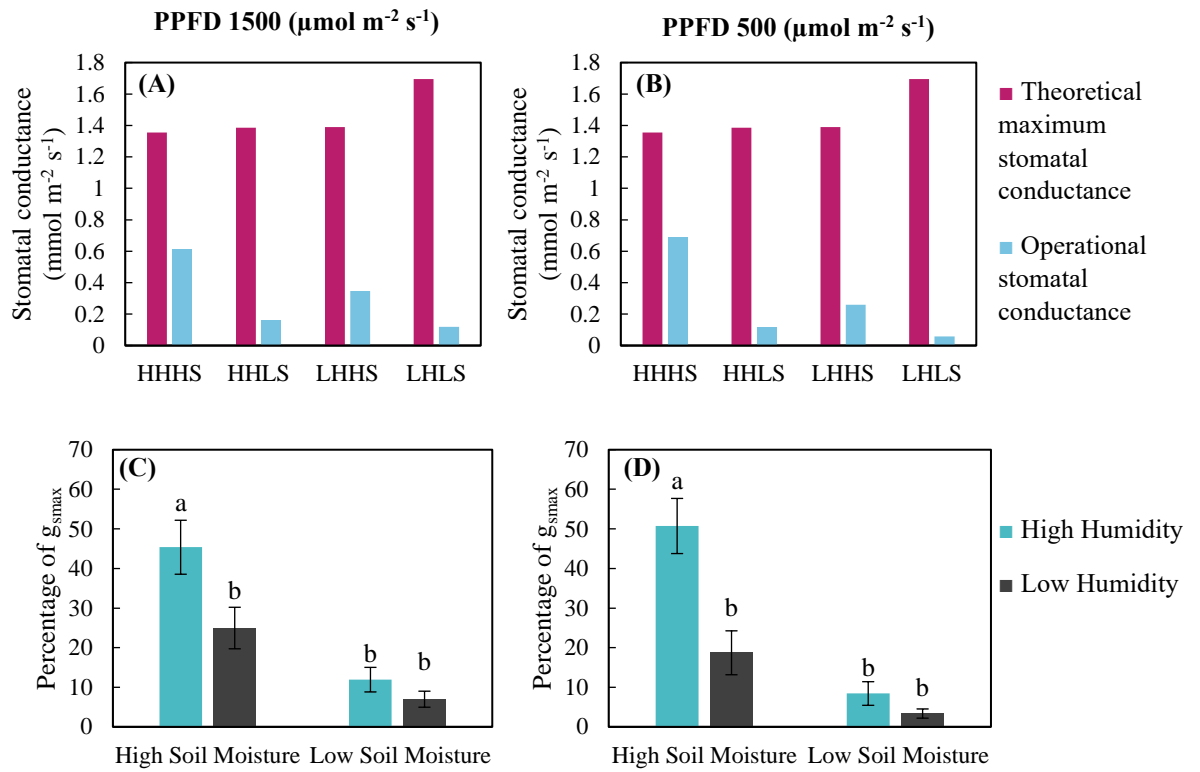 PPFD 1500 (µmol m⁻² s⁻¹)
PPFD 500 (µmol m⁻² s⁻¹)
(A)
Stomatal conductance
(mmol m⁻² s⁻¹)
1.8
1.6
1.4
1.2
1
0.8
0.6
0.4
0.2
0
HHHS HHLS LHHS LHLS
(B)
Stomatal conductance
(mmol m⁻² s⁻¹)
1.8
1.6
1.4
1.2
1
0.8
0.6
0.4
0.2
0
HHHS HHLS LHHS LHLS
Theoretical
maximum
stomatal
conductance
Operational
stomatal
conductance
(C)
Percentage of gsmax
70
60
50
40
30
20
10
0
a
b
b
b
High Soil Moisture Low Soil Moisture
(D)
Percentage of gsmax
70
60
50
40
30
20
10
0
a
b
b
b
High Soil Moisture Low Soil Moisture
High Humidity
Low Humidity